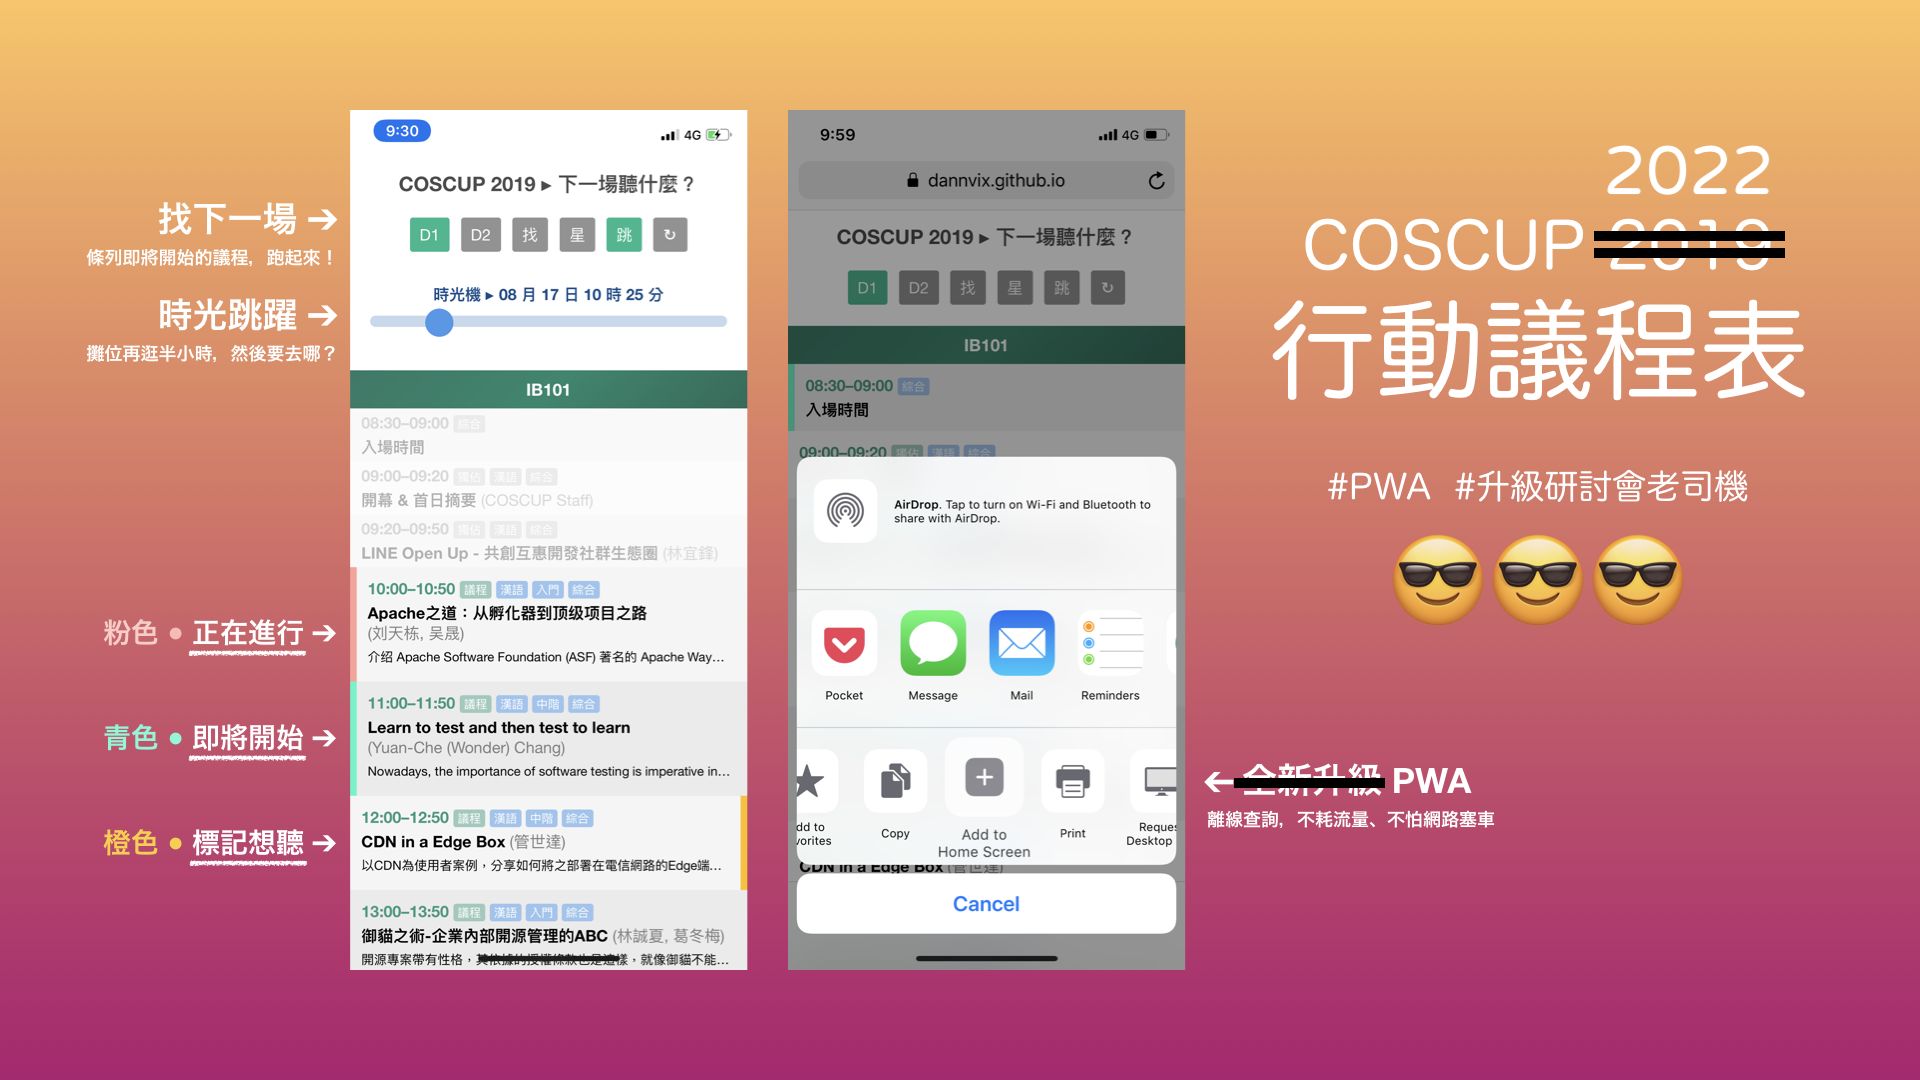 找下一場 →
條列即將開始的議程，跑起來！
時光跳躍 →
攤位再逛半小時，然後要去哪？
粉色 • 正在進行 →
青色 • 即將開始 →
橙色 • 標記想聽 →
9:30
4G
COSCUP 2019 ▸ 下一場聽什麼？
D1 D2 找 星 跳 ↻
時光機 ▸ 08 月 17 日 10 時 25 分
IB101
08:30–09:00 綜合
入場時間
09:00–09:20 獨佔 漢語 綜合
開幕 & 首日摘要 (COSCUP Staff)
09:20–09:50 獨佔 漢語 綜合
LINE Open Up - 共創互惠開發社群生態圈 (林宜鋒)
10:00–10:50 議程 漢語 入門 綜合
Apache之道：从孵化器到顶级项目之路
(刘天栋, 吴晟)
介绍 Apache Software Foundation (ASF) 著名的 Apache Way...
11:00–11:50 議程 漢語 中階 綜合
Learn to test and then test to learn
(Yuan-Che (Wonder) Chang)
Nowadays, the importance of software testing is imperative in...
12:00–12:50 議程 漢語 中階 綜合
CDN in a Edge Box (管世達)
以CDN為使用者案例，分享如何將之部署在電信網路的Edge端...
13:00–13:50 議程 漢語 入門 綜合
御貓之術-企業內部開源管理的ABC (林誠夏, 葛冬梅)
開源專案帶有性格，其依據的授權條款也是這樣，就像御貓不能...
9:59
4G
dannvix.github.io
COSCUP 2019 ▸ 下一場聽什麼？
D1 D2 找 星 跳 ↻
IB101
08:30–09:00 綜合
入場時間
09:00–09:20 獨佔 漢語 綜合
AirDrop. Tap to turn on Wi-Fi and Bluetooth to
share with AirDrop.
Pocket Message Mail Reminders
dd to
vorites
Copy
Add to
Home Screen
Print
Reques
Desktop
CDN in a Edge Box (管世達)
Cancel
2022
COSCUP 2019
行動議程表
#PWA #升級研討會老司機
← 全新升級 PWA
離線查詢，不耗流量、不怕網路塞車